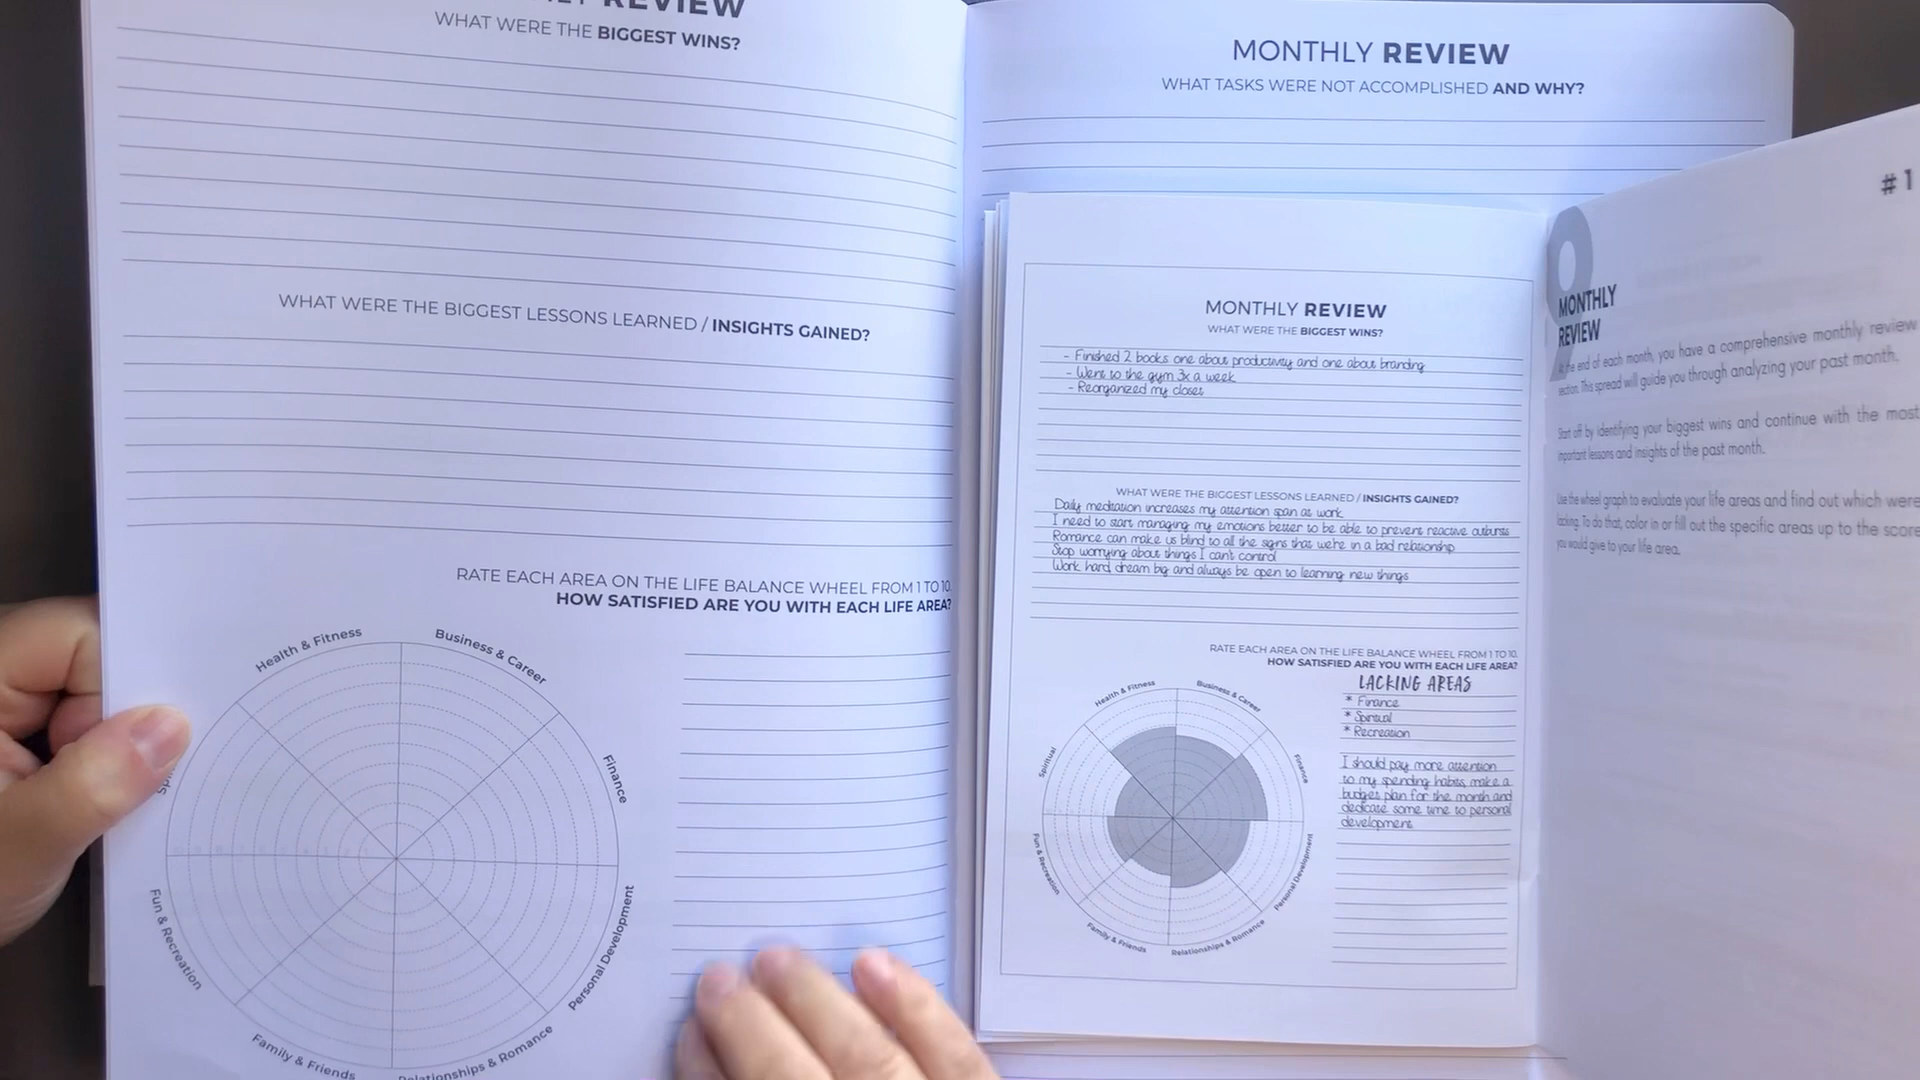 REVIEW
WHAT WERE THE BIGGEST WINS?
WHAT WERE THE BIGGEST LESSONS LEARNED / INSIGHTS GAINED?
RATE EACH AREA ON THE LIFE BALANCE WHEEL FROM 1 TO 10.
HOW SATISFIED ARE YOU WITH EACH LIFE AREA?
Health & Fitness
Business & Career
Finance
Personal Development
Relationships & Romance
Family & Friends
Fun & Recreation
MONTHLY REVIEW
WHAT TASKS WERE NOT ACCOMPLISHED AND WHY?
MONTHLY REVIEW
WHAT WERE THE BIGGEST WINS?
- Finished 2 books one about productivity and one about branding
- Went to the gym 3x a week
- Reorganized my closet
WHAT WERE THE BIGGEST LESSONS LEARNED / INSIGHTS GAINED?
Daily meditation increases my attention span at work
I need to start managing my emotions better to be able to prevent reactive outbursts
Romance can make us blind to all the signs that we're in a bad relationship
Stop worrying about things I can't control
Work hard, dream big and always be open to learning new things
RATE EACH AREA ON THE LIFE BALANCE WHEEL FROM 1 TO 10.
HOW SATISFIED ARE YOU WITH EACH LIFE AREA?
LACKING AREAS
* Finance
* Spiritual
* Recreation
I should pay more attention
to my spending habits, make a
budget plan for the month and
dedicate some time to personal
development
Health & Fitness
Business & Career
Finance
Personal Development
Relationships & Romance
Family & Friends
Fun & Recreation
Spiritual
#1
9
MONTHLY
REVIEW
At the end of each month, you have a comprehensive monthly review
section. This spread will guide you through analyzing your past month.
Start off by identifying your biggest wins and continue with the most
important lessons and insights of the past month.
Use the wheel graph to evaluate your life areas and find out which were
lacking. To do that, color in or fill out the specific areas up to the score
you would give to your life area.